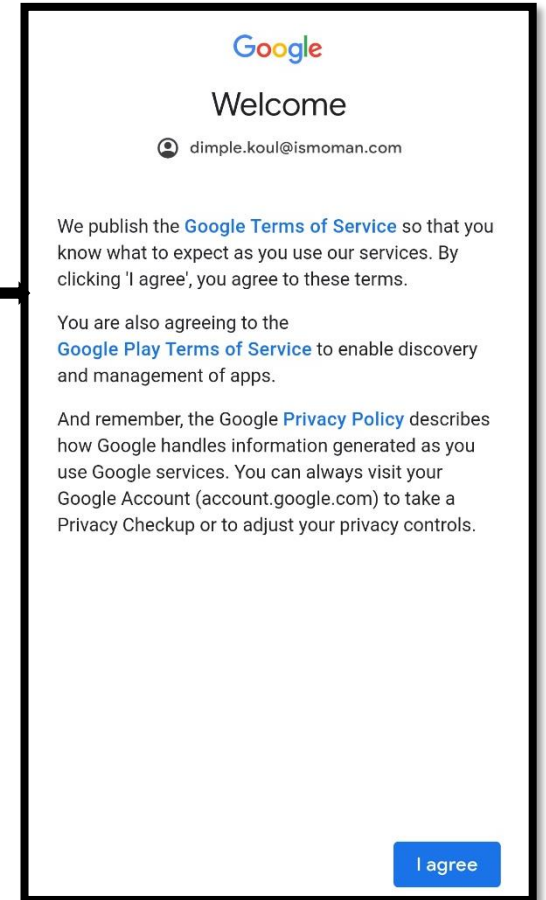 Google
Welcome
dimple.koul@ismoman.com
We publish the Google Terms of Service so that you
know what to expect as you use our services. By
clicking 'I agree', you agree to these terms.
You are also agreeing to the
Google Play Terms of Service to enable discovery
and management of apps.
And remember, the Google Privacy Policy describes
how Google handles information generated as you
use Google services. You can always visit your
Google Account (account.google.com) to take a
Privacy Checkup or to adjust your privacy controls.
I agree